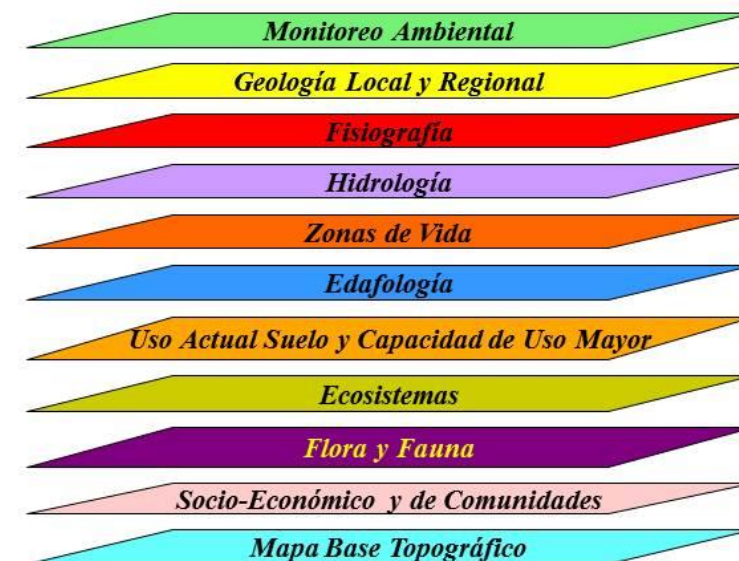 Monitoreo Ambiental
Geología Local y Regional
Fisiografía
Hidrología
Zonas de Vida
Edafología
Uso Actual Suelo y Capacidad de Uso Mayor
Ecosistemas
Flora y Fauna
Socio-Económico y de Comunidades
Mapa Base Topográfico